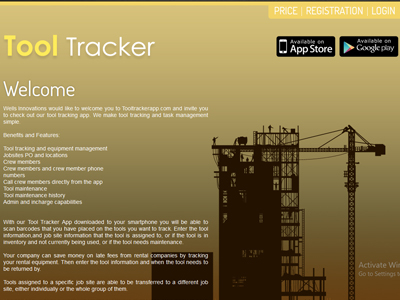 PRICE | REGISTRATION | LOGIN
Tool Tracker
Available on
App Store
Available on
Google play
Welcome
Wells Innovations would like to welcome you to Tooltrackerapp.com and invite you
to check out our tool tracking app. We make tool tracking and task management
simple.
Benefits and Features:
Tool tracking and equipment management
Jobsites PO and locations
Crew members
Crew members and crew member phone
numbers
Call crew members directly from the app
Tool maintenance
Tool maintenance history
Admin and incharge capabilities
With our Tool Tracker App downloaded to your smartphone you will be able to
scan barcodes that you have placed on the tools you want to track. Enter the tool
information,and job site information that the tool is assigned to, or if the tool is in
inventory and not currently being used, or if the tool needs maintenance.
Your company can save money on late fees from rental companies by tracking
your rental equipment. Then enter the tool information and when the tool needs to
be returned by.
Tools assigned to a specific job site are able to be transferred to a different job
site, either individually or the whole group of them.
Activate Wi
Go to Settings t